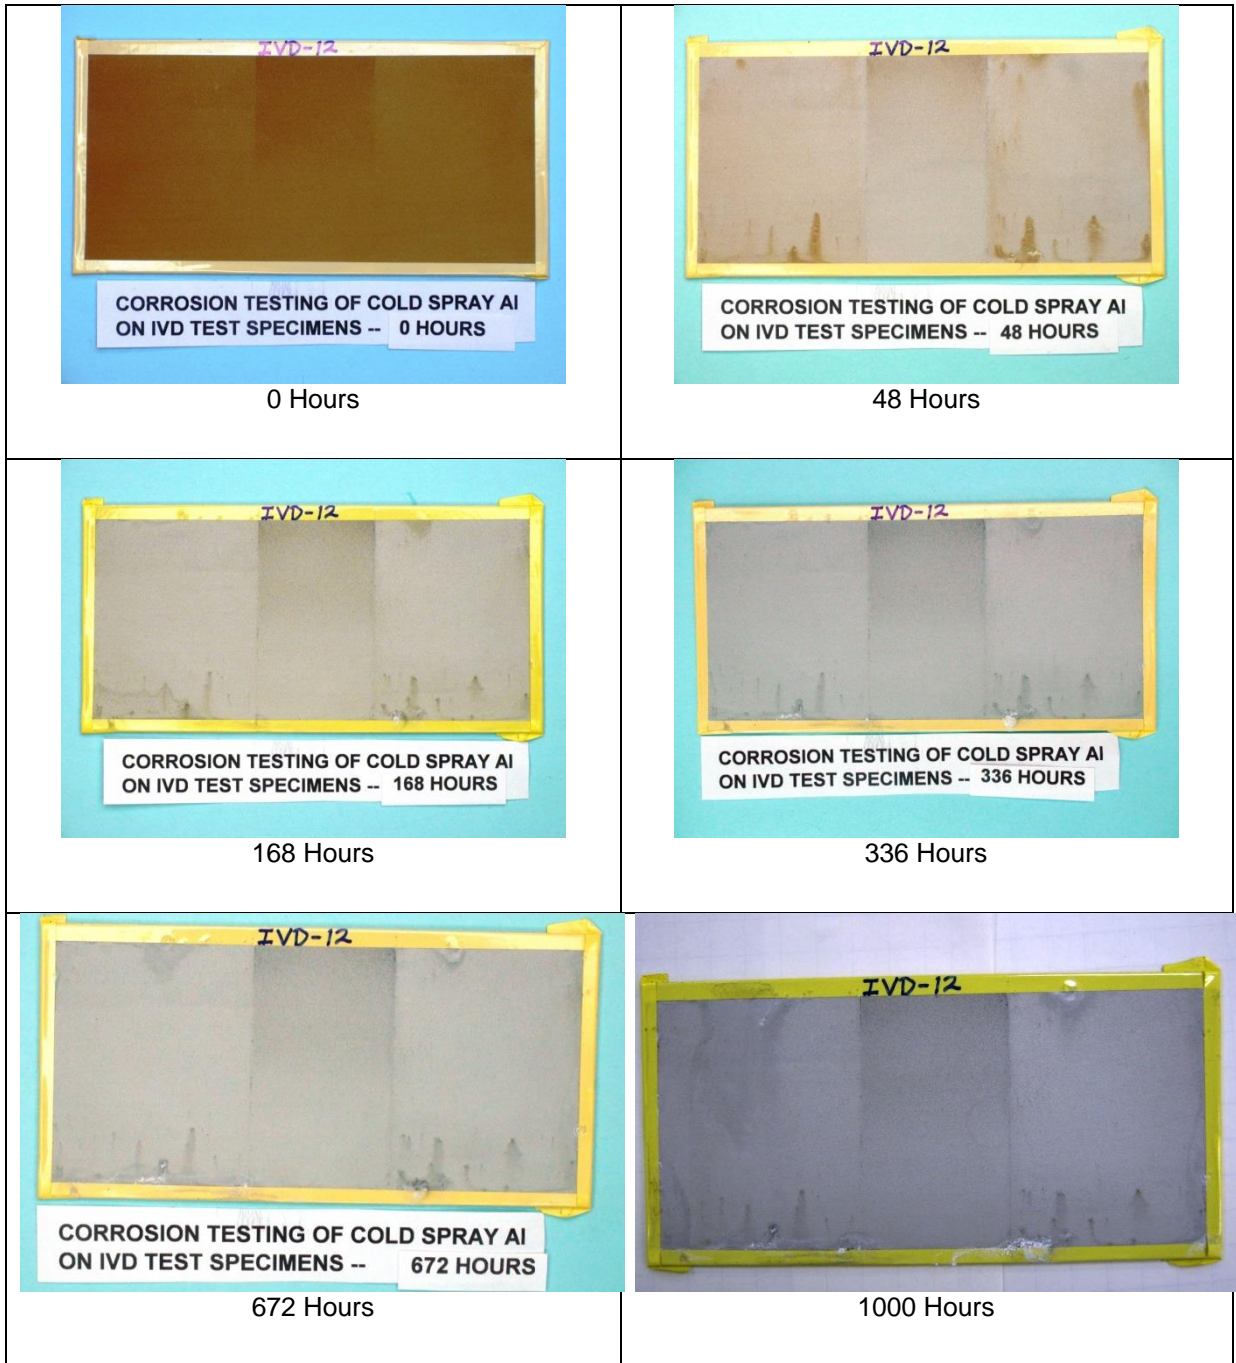 IVD-12
CORROSION TESTING OF COLD SPRAY Al
ON IVD TEST SPECIMENS -- 0 HOURS
0 Hours
IVD-12
CORROSION TESTING OF COLD SPRAY Al
ON IVD TEST SPECIMENS -- 48 HOURS
48 Hours
IVD-12
CORROSION TESTING OF COLD SPRAY Al
ON IVD TEST SPECIMENS -- 168 HOURS
168 Hours
IVD-12
CORROSION TESTING OF COLD SPRAY Al
ON IVD TEST SPECIMENS -- 336 HOURS
336 Hours
IVD-12
CORROSION TESTING OF COLD SPRAY Al
ON IVD TEST SPECIMENS -- 672 HOURS
672 Hours
IVD-12
1000 Hours